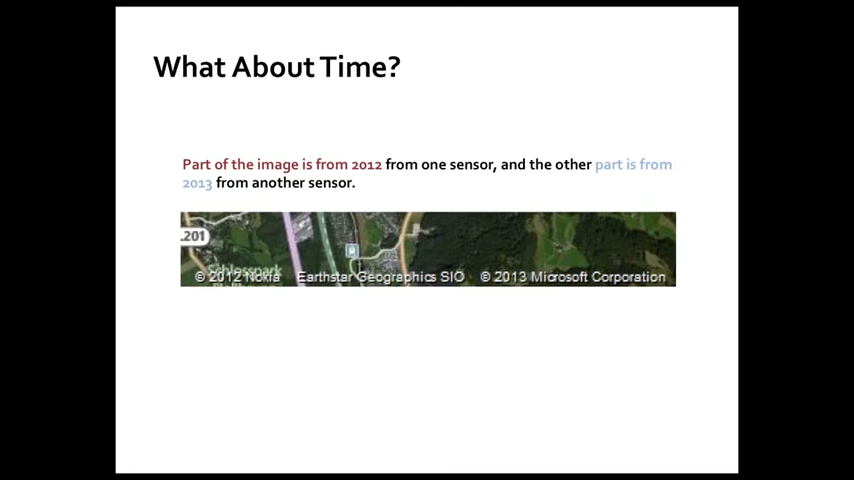 What About Time?
Part of the image is from 2012 from one sensor, and the other part is from
2013 from another sensor.
.201
Schlosspark
© 2012 Nokia Earthstar Geographics SIO © 2013 Microsoft Corporation